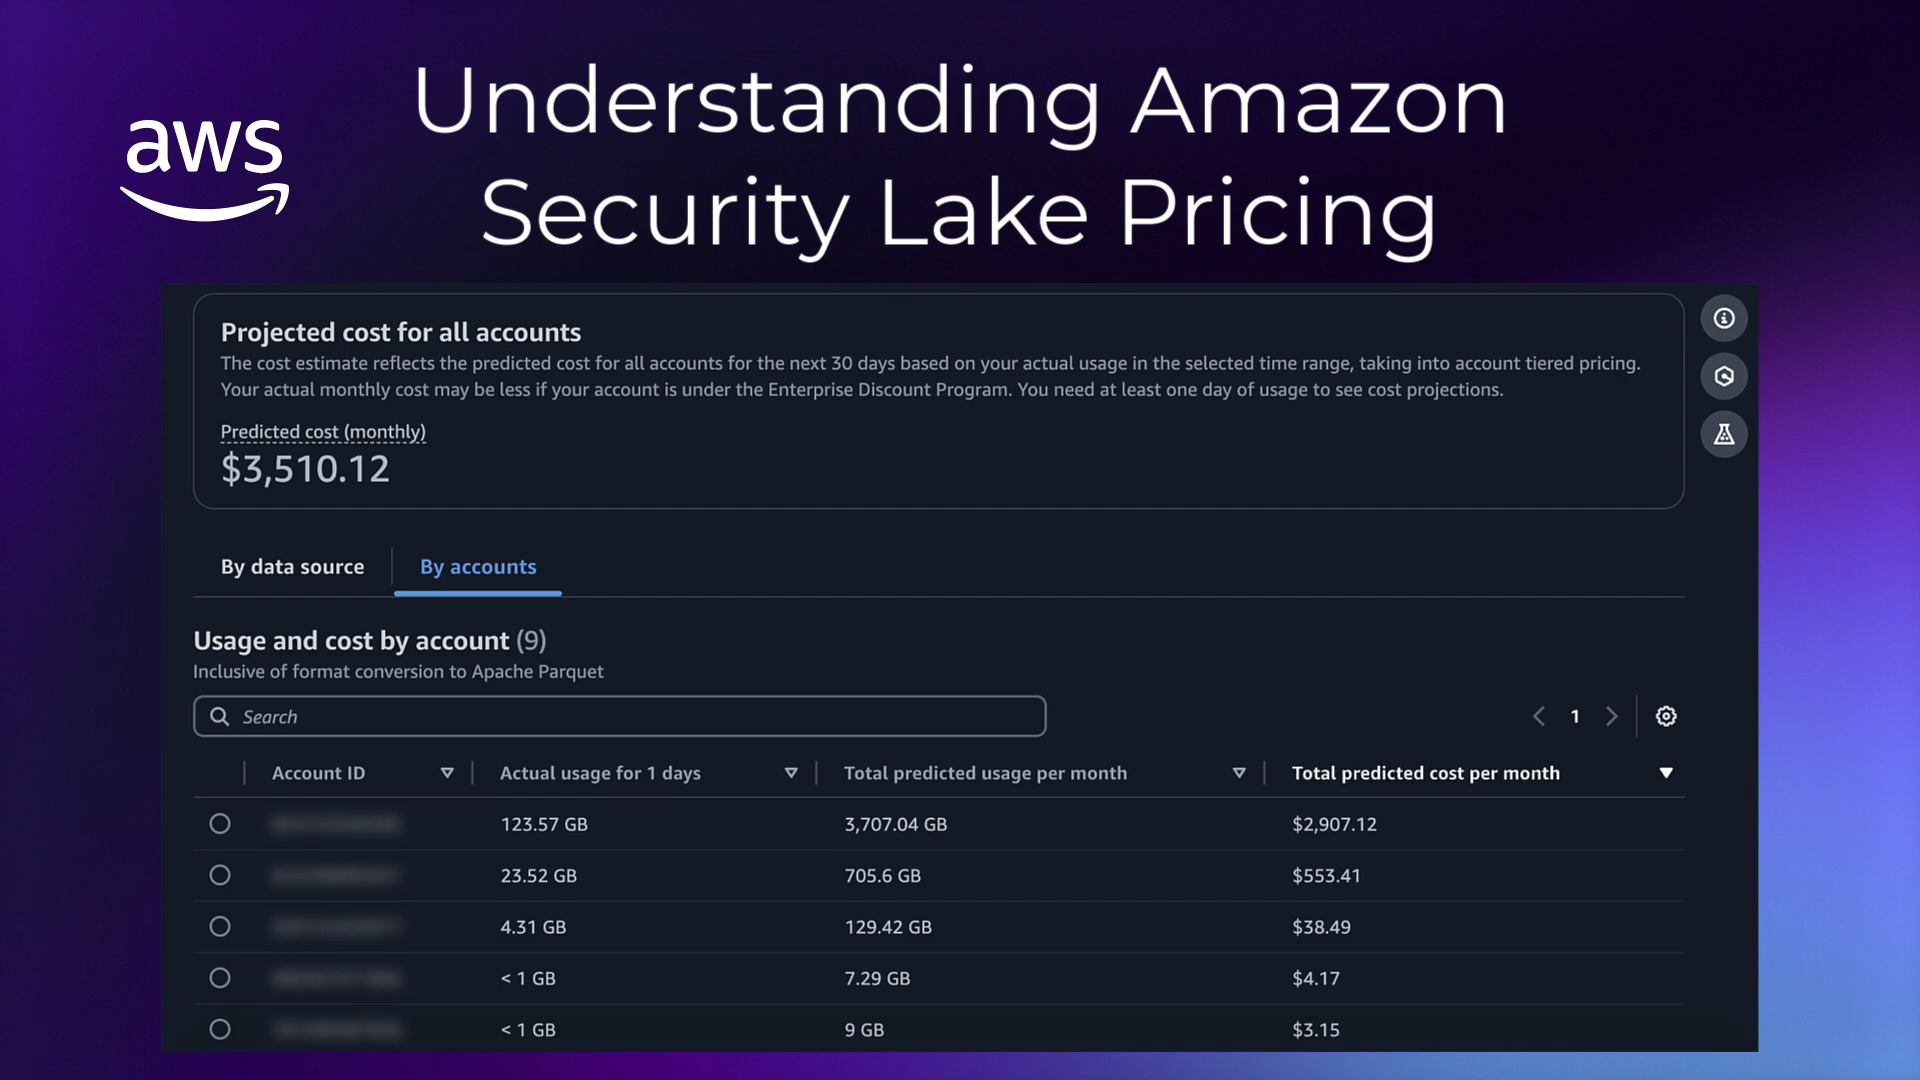 aws
Understanding Amazon
Security Lake Pricing
Projected cost for all accounts
The cost estimate reflects the predicted cost for all accounts for the next 30 days based on your actual usage in the selected time range, taking into account tiered pricing.
Your actual monthly cost may be less if your account is under the Enterprise Discount Program. You need at least one day of usage to see cost projections.
Predicted cost (monthly)
$3,510.12
By data source By accounts
Usage and cost by account (9)
Inclusive of format conversion to Apache Parquet
Search 1
Account ID Actual usage for 1 days Total predicted usage per month Total predicted cost per month
123.57 GB 3,707.04 GB $2,907.12
23.52 GB 705.6 GB $553.41
4.31 GB 129.42 GB $38.49
< 1 GB 7.29 GB $4.17
< 1 GB 9 GB $3.15